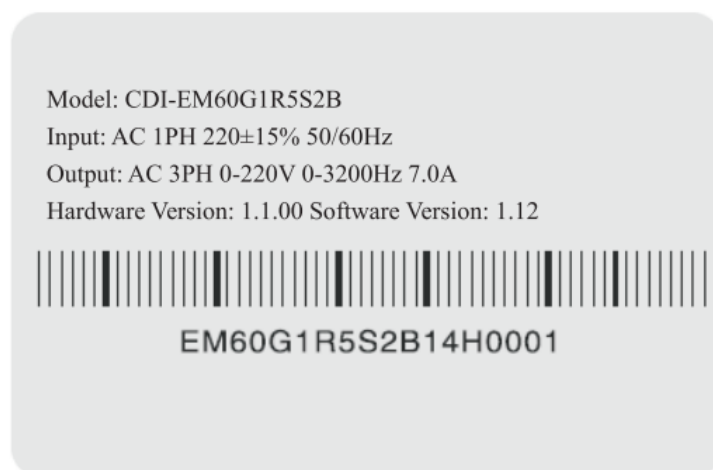 Model: CDI-EM60G1R5S2B
Input: AC 1PH 220±15% 50/60Hz
Output: AC 3PH 0-220V 0-3200Hz 7.0A
Hardware Version: 1.1.00 Software Version: 1.12
EM60G1R5S2B14H0001